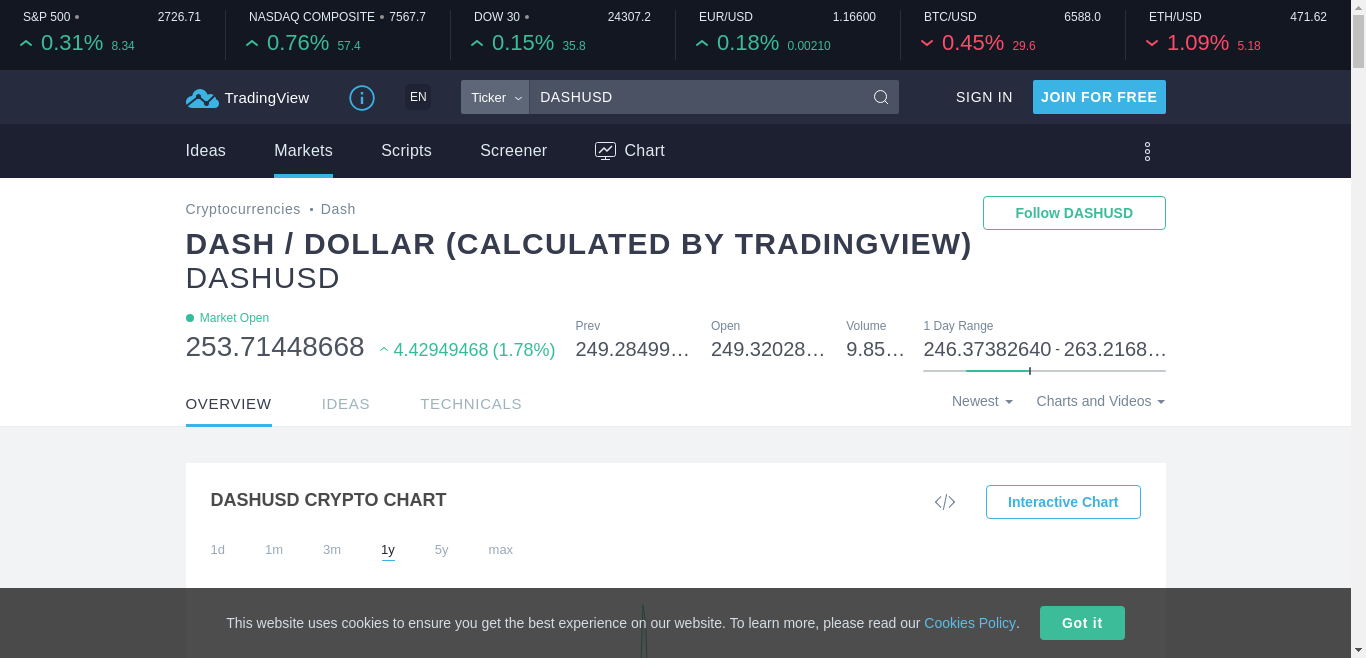 S&P 500 • 2726.71 NASDAQ COMPOSITE • 7567.7 DOW 30 • 24307.2 EUR/USD 1.16600 BTC/USD 6588.0 ETH/USD 471.62
0.31% 8.34 0.76% 57.4 0.15% 35.8 0.18% 0.00210 0.45% 29.6 1.09% 5.18
TradingView EN Ticker DASHUSD SIGN IN JOIN FOR FREE
Ideas Markets Scripts Screener Chart
Cryptocurrencies • Dash
Follow DASHUSD
DASH / DOLLAR (CALCULATED BY TRADINGVIEW)
DASHUSD
Market Open
Prev Open Volume 1 Day Range
253.71448668 4.42949468 (1.78%) 249.28499… 249.32028… 9.85… 246.37382640 - 263.2168…
OVERVIEW IDEAS TECHNICALS Newest Charts and Videos
DASHUSD CRYPTO CHART </> Interactive Chart
1d 1m 3m 1y 5y max
This website uses cookies to ensure you get the best experience on our website. To learn more, please read our Cookies Policy. Got it